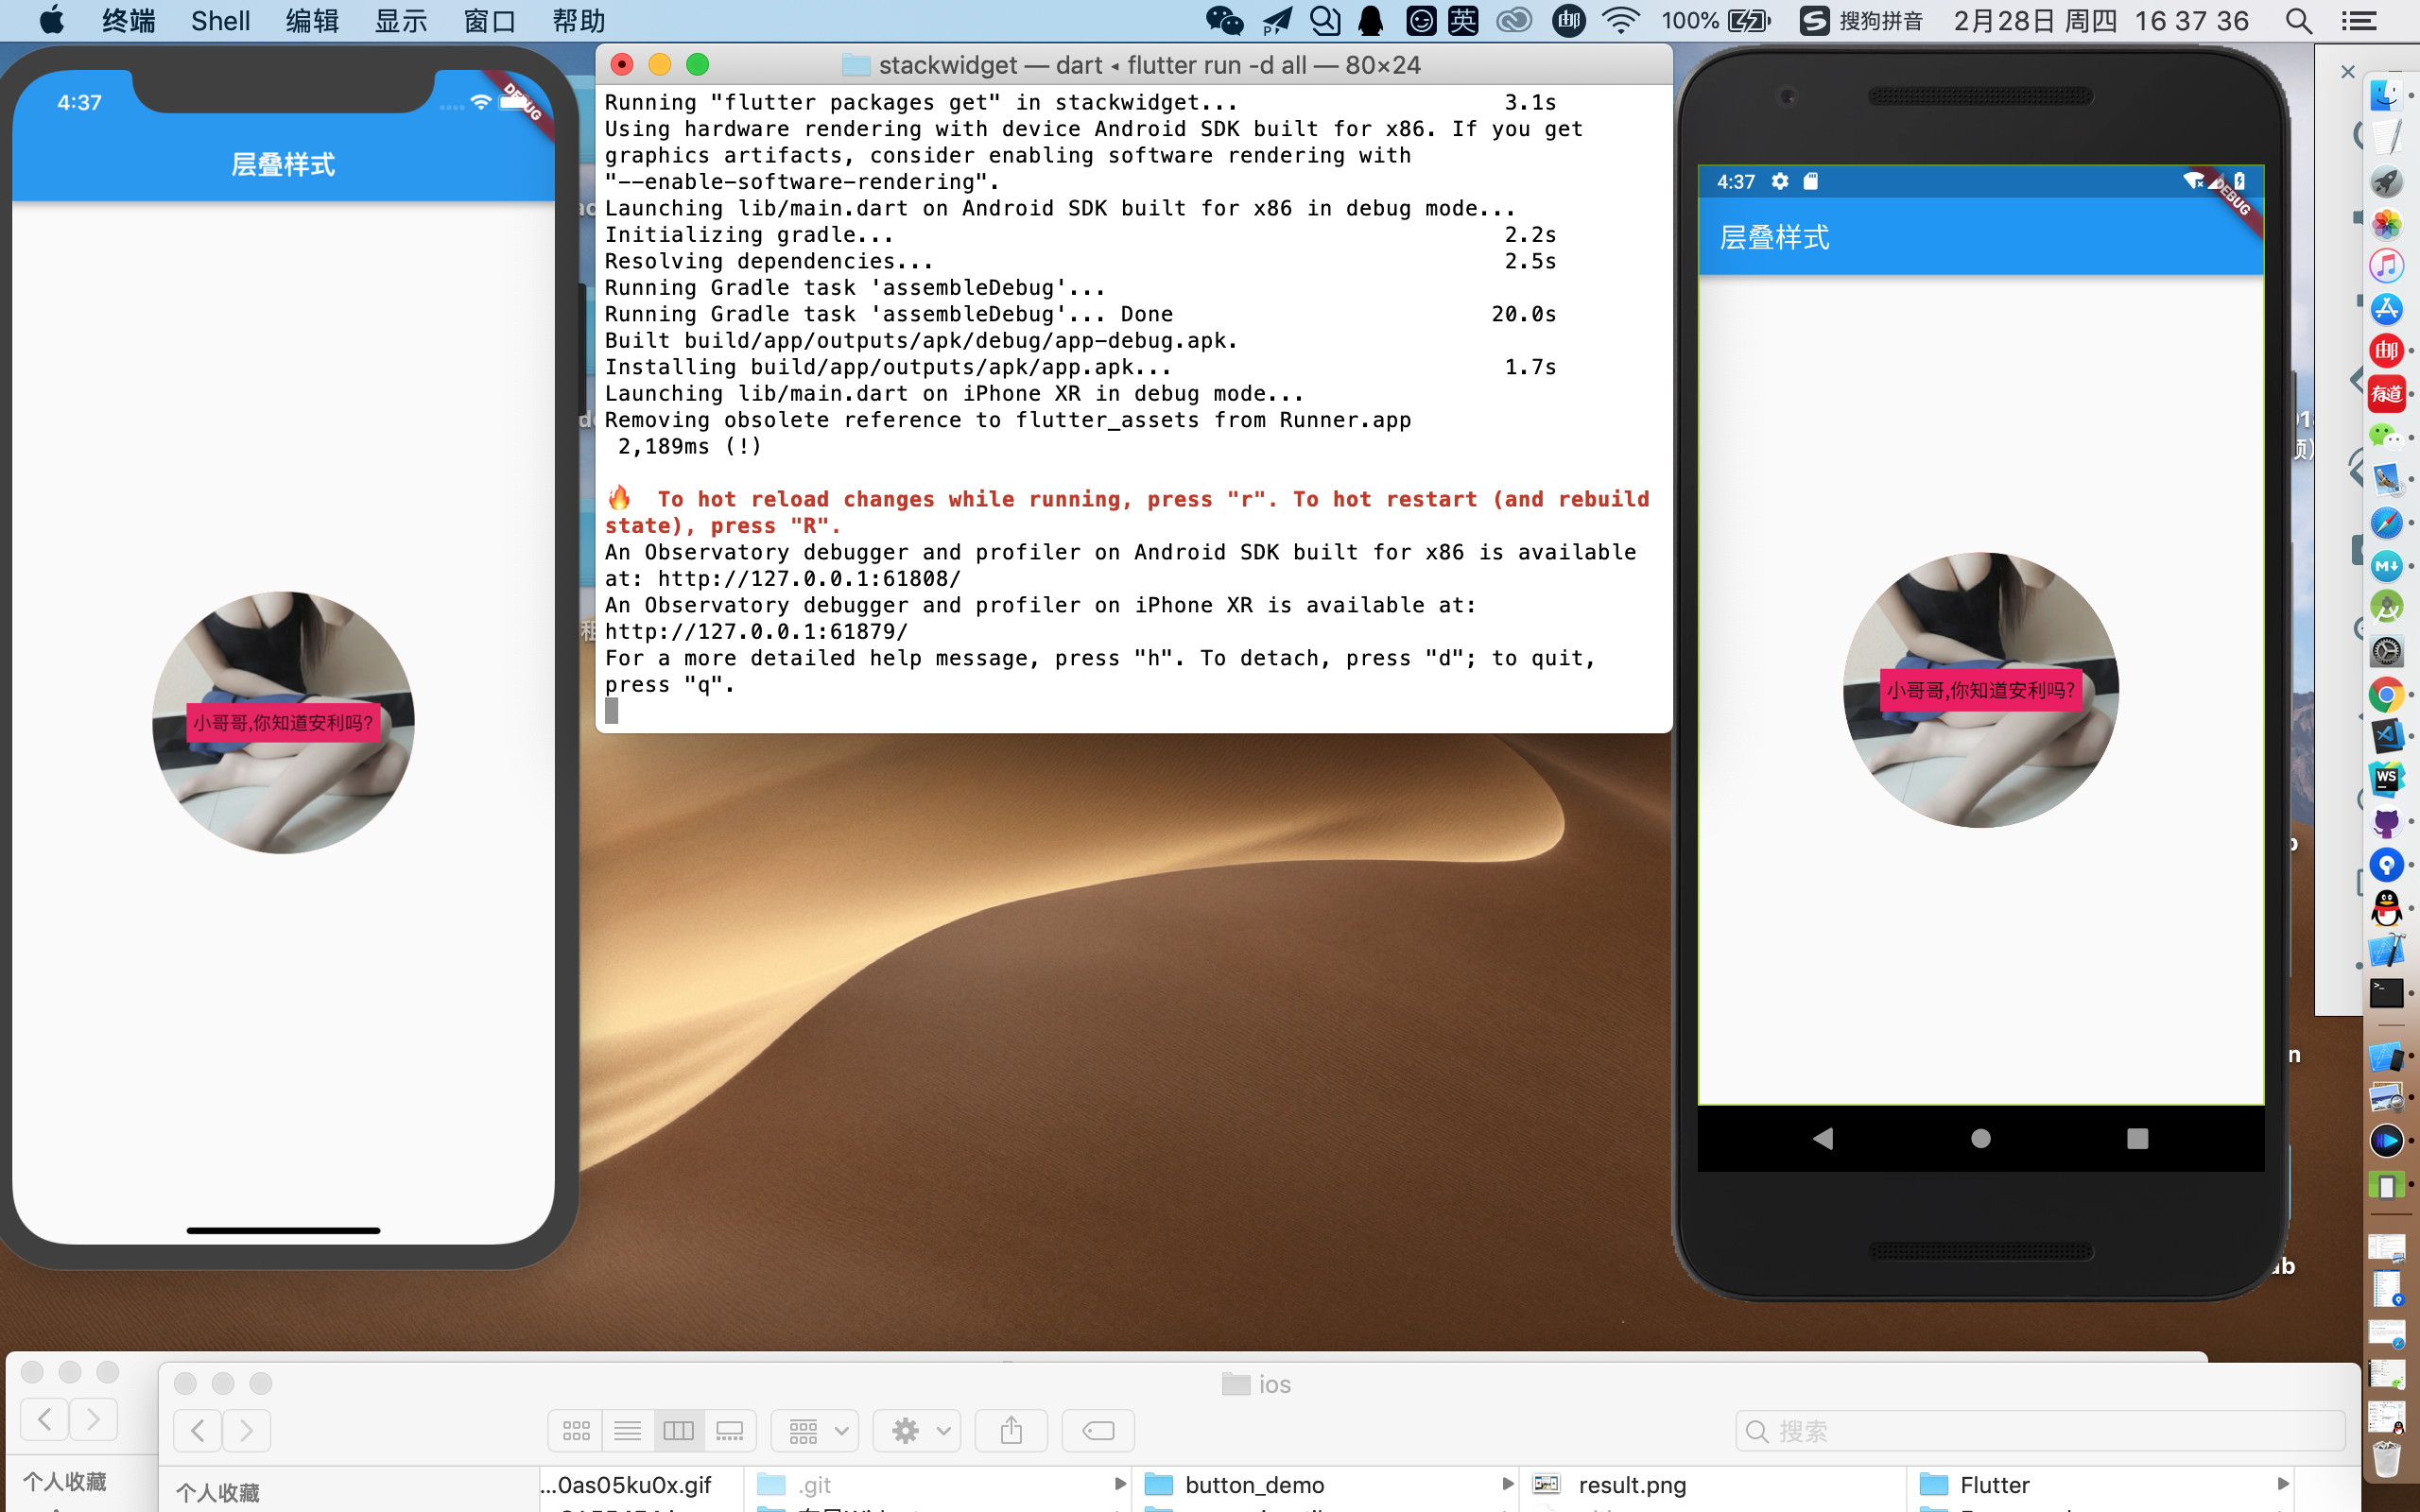 终端 Shell 编辑 显示 窗口 帮助
英 邮 100% 搜狗拼音 2月28日 周四 16 37 36
4:37
DEBUG
层叠样式
小哥哥,你知道安利吗?
stackwidget — dart ◂ flutter run -d all — 80×24
Running "flutter packages get" in stackwidget... 3.1s
Using hardware rendering with device Android SDK built for x86. If you get
graphics artifacts, consider enabling software rendering with
"--enable-software-rendering".
Launching lib/main.dart on Android SDK built for x86 in debug mode...
Initializing gradle... 2.2s
Resolving dependencies... 2.5s
Running Gradle task 'assembleDebug'...
Running Gradle task 'assembleDebug'... Done 20.0s
Built build/app/outputs/apk/debug/app-debug.apk.
Installing build/app/outputs/apk/app.apk... 1.7s
Launching lib/main.dart on iPhone XR in debug mode...
Removing obsolete reference to flutter_assets from Runner.app
2,189ms (!)
🔥 To hot reload changes while running, press "r". To hot restart (and rebuild
state), press "R".
An Observatory debugger and profiler on Android SDK built for x86 is available
at: http://127.0.0.1:61808/
An Observatory debugger and profiler on iPhone XR is available at:
http://127.0.0.1:61879/
For a more detailed help message, press "h". To detach, press "d"; to quit,
press "q".
4:37
DEBUG
层叠样式
小哥哥,你知道安利吗?
邮
有道
M
WS
ios
搜索
个人收藏
个人收藏
...0as05ku0x.gif
.git
button_demo
result.png
Flutter